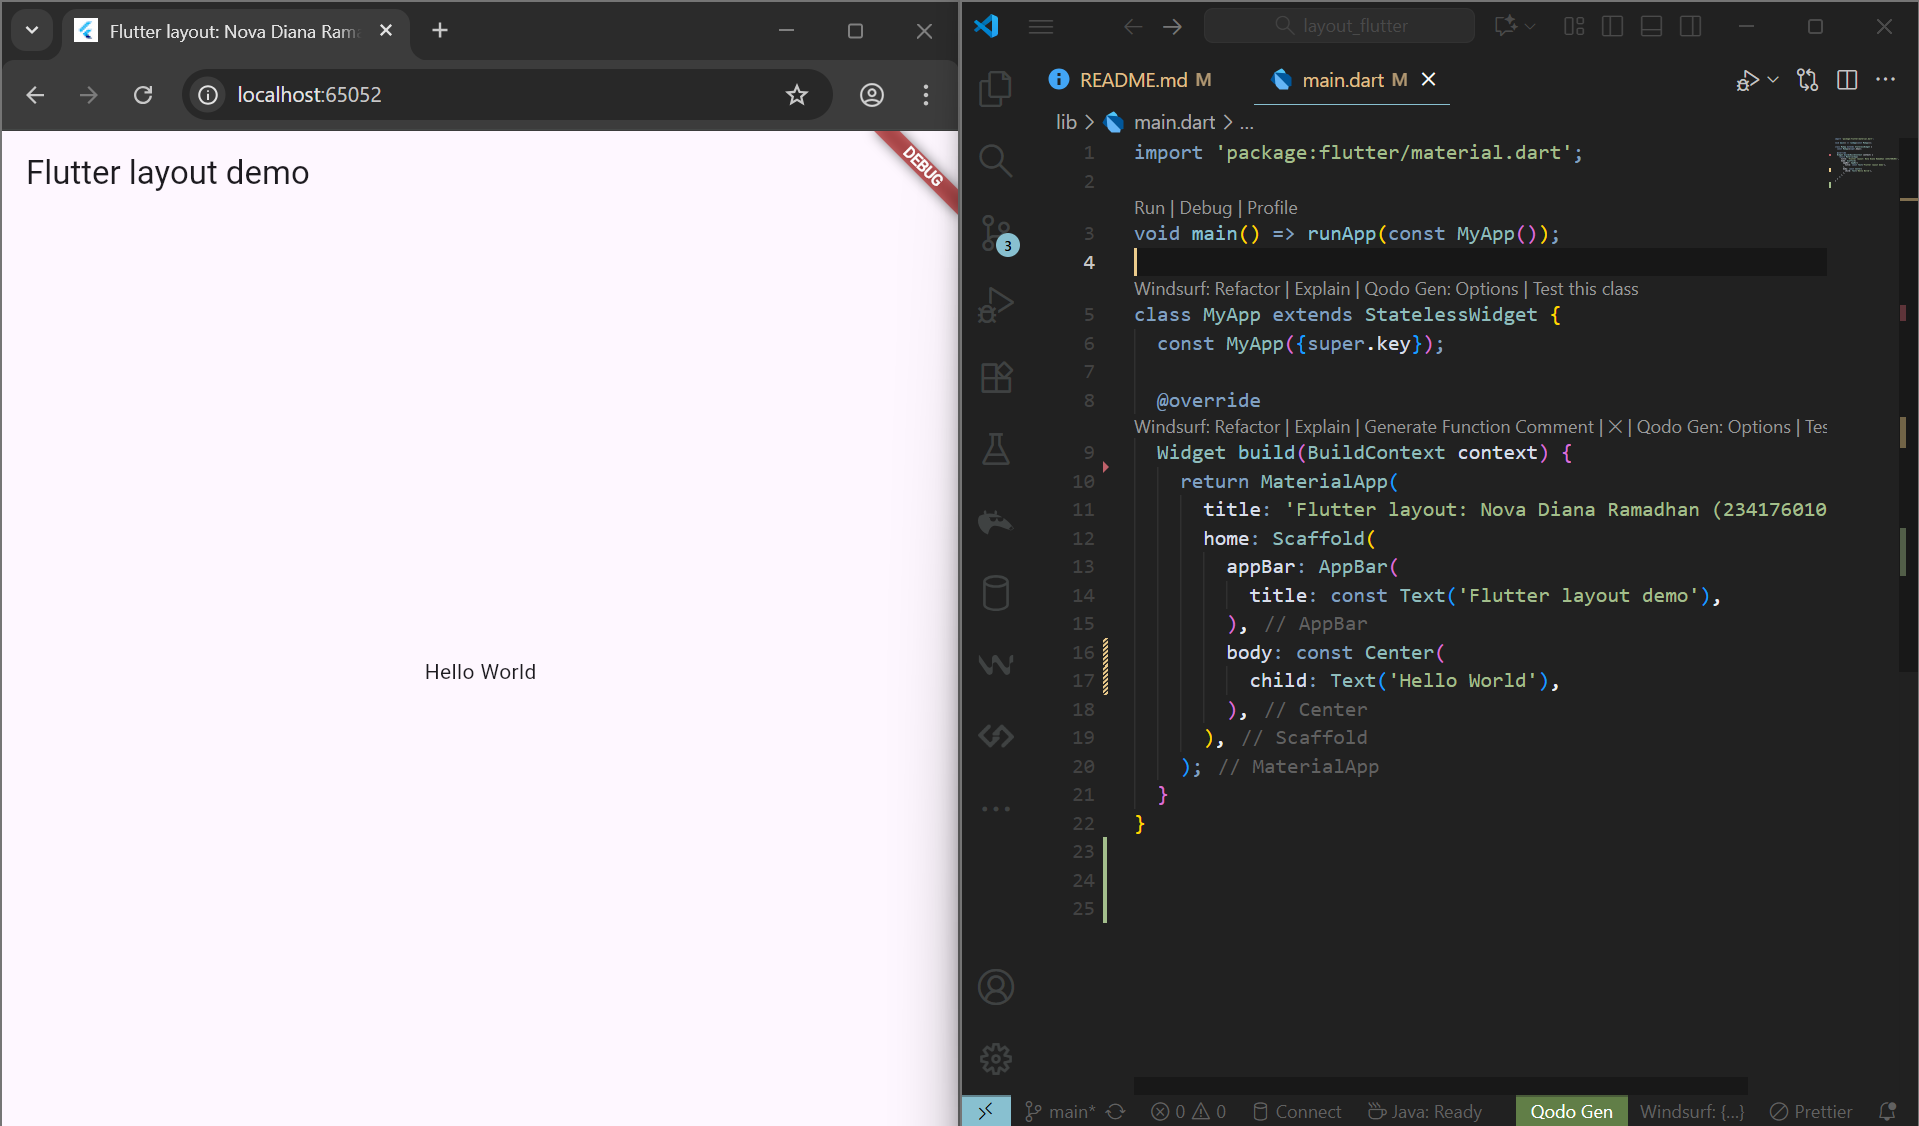 Flutter layout: Nova Diana Ram
localhost:65052
Flutter layout demo
DEBUG
Hello World
layout_flutter
README.md M
main.dart M
lib > main.dart > ...
3
1 import 'package:flutter/material.dart';
2
Run | Debug | Profile
3 void main() => runApp(const MyApp());
4
Windsurf: Refactor | Explain | Qodo Gen: Options | Test this class
5 class MyApp extends StatelessWidget {
6 const MyApp({super.key});
7
8 @override
Windsurf: Refactor | Explain | Generate Function Comment | X | Qodo Gen: Options | Tes
9 Widget build(BuildContext context) {
10 return MaterialApp(
11 title: 'Flutter layout: Nova Diana Ramadhan (234176010
12 home: Scaffold(
13 appBar: AppBar(
14 title: const Text('Flutter layout demo'),
15 ), // AppBar
16 body: const Center(
17 child: Text('Hello World'),
18 ), // Center
19 ), // Scaffold
20 ); // MaterialApp
21 }
22 }
23
24
25
main* 0 0 Connect Java: Ready Qodo Gen Windsurf: {...} Prettier